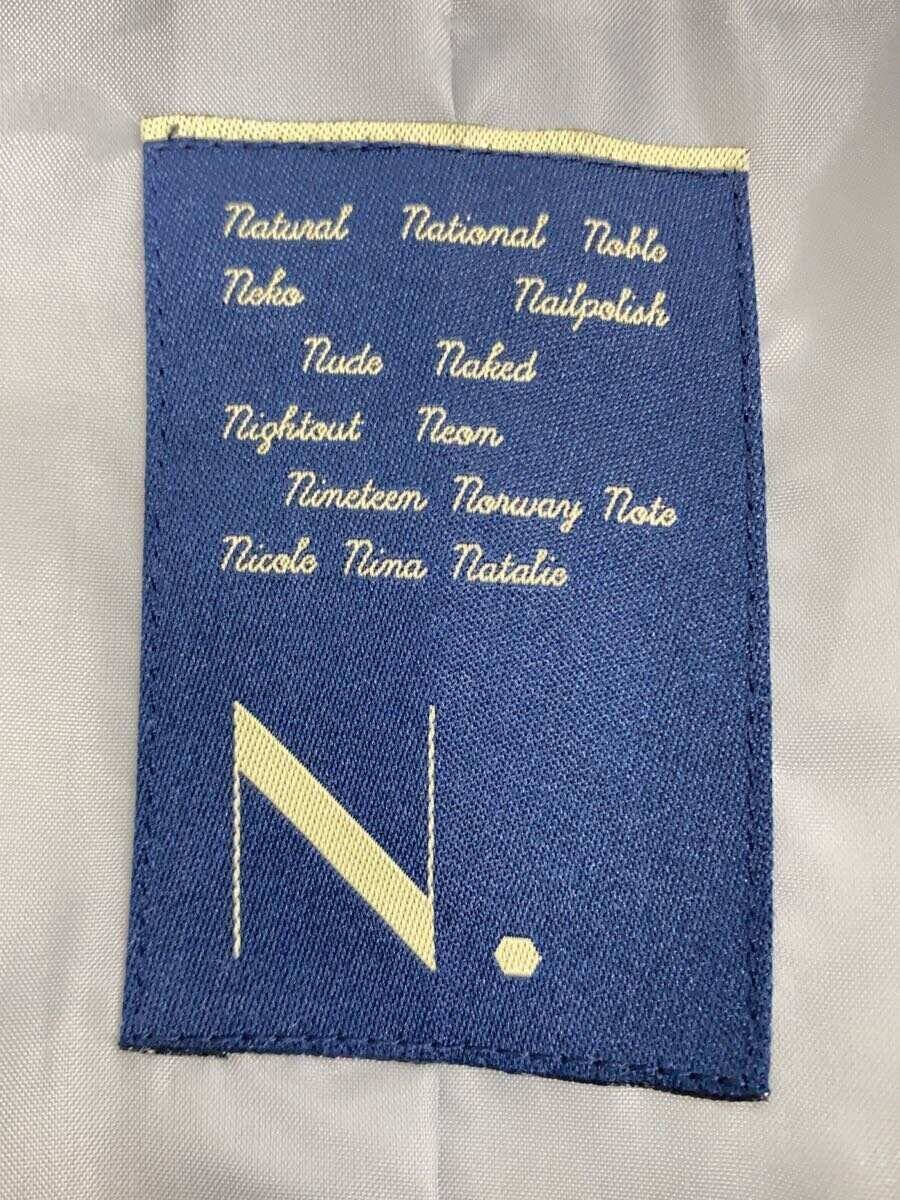 Natural National Noble
Neko Nailpolish
Nude Naked
Nightout Neon
Nineteen Norway Note
Nicole Nina Natalie
N.